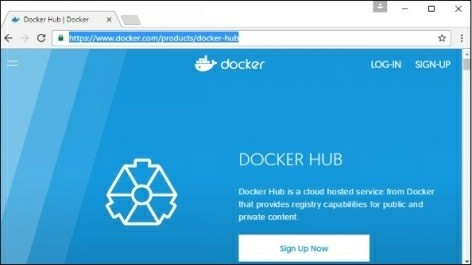 Docker Hub | Docker
https://www.docker.com/products/docker-hub
docker
LOG-IN
SIGN-UP
DOCKER HUB
Docker Hub is a cloud hosted service from Docker
that provides registry capabilities for public and
private content.
Sign Up Now